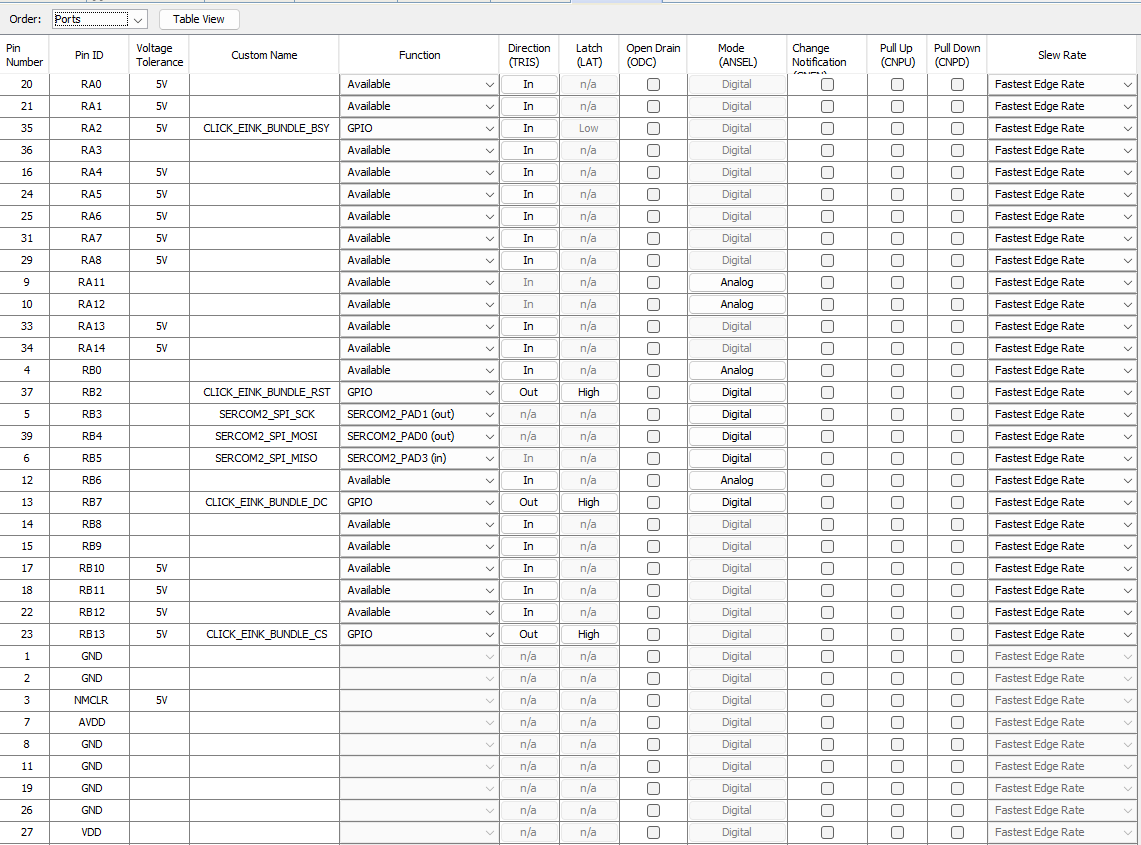 Order: Ports Table View
Pin Number Pin ID Voltage Tolerance Custom Name Function Direction (TRIS) Latch (LAT) Open Drain (ODC) Mode (ANSEL) Change Notification Pull Up (CNPU) Pull Down (CNPD) Slew Rate
20 RA0 5V Available In n/a Digital Fastest Edge Rate
21 RA1 5V Available In n/a Digital Fastest Edge Rate
35 RA2 5V CLICK_EINK_BUNDLE_BSY GPIO In Low Digital Fastest Edge Rate
36 RA3 Available In n/a Digital Fastest Edge Rate
16 RA4 5V Available In n/a Digital Fastest Edge Rate
24 RA5 5V Available In n/a Digital Fastest Edge Rate
25 RA6 5V Available In n/a Digital Fastest Edge Rate
31 RA7 5V Available In n/a Digital Fastest Edge Rate
29 RA8 5V Available In n/a Digital Fastest Edge Rate
9 RA11 Available In n/a Analog Fastest Edge Rate
10 RA12 Available In n/a Analog Fastest Edge Rate
33 RA13 5V Available In n/a Digital Fastest Edge Rate
34 RA14 5V Available In n/a Digital Fastest Edge Rate
4 RB0 Available In n/a Analog Fastest Edge Rate
37 RB2 CLICK_EINK_BUNDLE_RST GPIO Out High Digital Fastest Edge Rate
5 RB3 SERCOM2_SPI_SCK SERCOM2_PAD1 (out) n/a n/a Digital Fastest Edge Rate
39 RB4 SERCOM2_SPI_MOSI SERCOM2_PAD0 (out) n/a n/a Digital Fastest Edge Rate
6 RB5 SERCOM2_SPI_MISO SERCOM2_PAD3 (in) In n/a Digital Fastest Edge Rate
12 RB6 Available In n/a Analog Fastest Edge Rate
13 RB7 CLICK_EINK_BUNDLE_DC GPIO Out High Digital Fastest Edge Rate
14 RB8 Available In n/a Digital Fastest Edge Rate
15 RB9 Available In n/a Digital Fastest Edge Rate
17 RB10 5V Available In n/a Digital Fastest Edge Rate
18 RB11 5V Available In n/a Digital Fastest Edge Rate
22 RB12 5V Available In n/a Digital Fastest Edge Rate
23 RB13 5V CLICK_EINK_BUNDLE_CS GPIO Out High Digital Fastest Edge Rate
1 GND n/a n/a Digital Fastest Edge Rate
2 GND n/a n/a Digital Fastest Edge Rate
3 NMCLR 5V n/a n/a Digital Fastest Edge Rate
7 AVDD n/a n/a Digital Fastest Edge Rate
8 GND n/a n/a Digital Fastest Edge Rate
11 GND n/a n/a Digital Fastest Edge Rate
19 GND n/a n/a Digital Fastest Edge Rate
26 GND n/a n/a Digital Fastest Edge Rate
27 VDD n/a n/a Digital Fastest Edge Rate